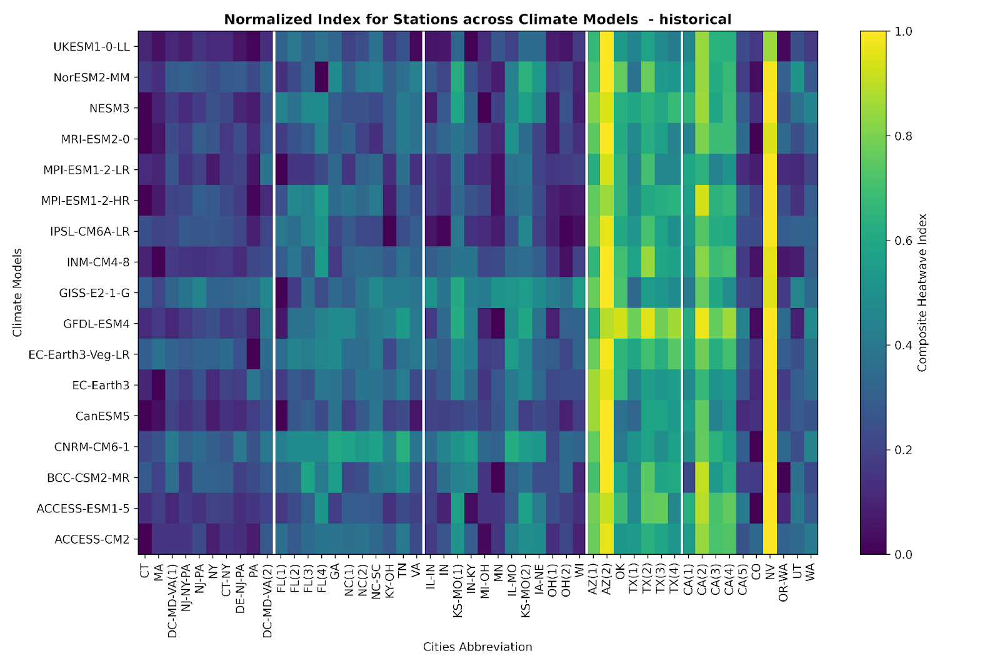 Normalized Index for Stations across Climate Models - historical
Climate Models
UKESM1-0-LL
NorESM2-MM
NESM3
MRI-ESM2-0
MPI-ESM1-2-LR
MPI-ESM1-2-HR
IPSL-CM6A-LR
INM-CM4-8
GISS-E2-1-G
GFDL-ESM4
EC-Earth3-Veg-LR
EC-Earth3
CanESM5
CNRM-CM6-1
BCC-CSM2-MR
ACCESS-ESM1-5
ACCESS-CM2
CT
MA
DC-MD-VA(1)
NJ-NY-PA
NJ-PA
NY
CT-NY
DE-NJ-PA
PA
DC-MD-VA(2)
FL(1)
FL(2)
FL(3)
FL(4)
GA
NC(1)
NC(2)
NC-SC
KY-OH
TN
VA
IL-IN
IN
KS-MO(1)
IN-KY
MI-OH
MN
IL-MO
KS-MO(2)
IA-NE
OH(1)
OH(2)
WI
AZ(1)
AZ(2)
OK
TX(1)
TX(2)
TX(3)
TX(4)
CA(1)
CA(2)
CA(3)
CA(4)
CA(5)
CO
NV
OR-WA
UT
WA
Cities Abbreviation
1.0
0.8
0.6
0.4
0.2
0.0
Composite Heatwave Index